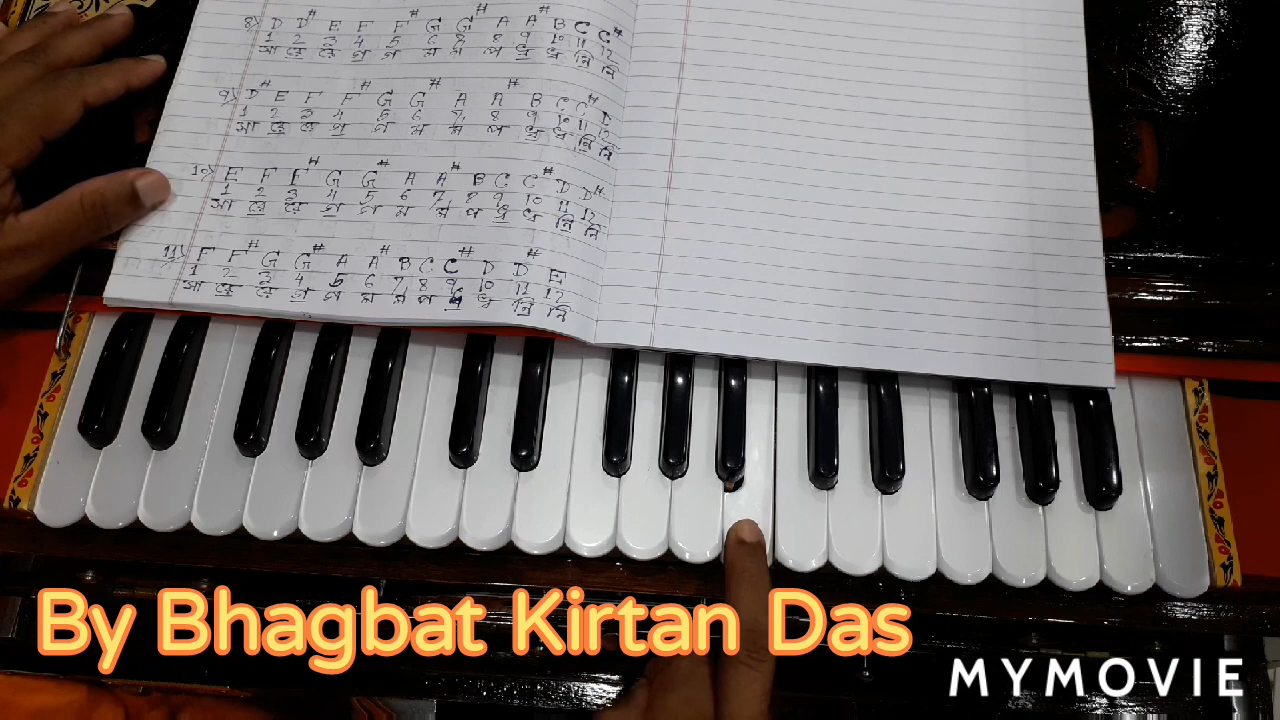 8) D D# E F F# G G# A A# B C C#
1 2 3 4 5 6 7 8 9 10 11 12
সা রে রে গ গ ম ম প ধ ধ নি নি
9) D# E F F# G G# A A# B C C# D
1 2 3 4 5 6 7 8 9 10 11 12
সা রে রে গ গ ম ম প ধ ধ নি নি
10) E F F# G G# A A# B C C# D D#
1 2 3 4 5 6 7 8 9 10 11 12
সা রে রে গ গ ম ম প ধ ধ নি নি
11) F F# G G# A A# B C C# D D# E
1 2 3 4 5 6 7 8 9 10 11 12
সা রে রে গ গ ম ম প ধ ধ নি নি
By Bhagbat Kirtan Das
MYMOVIE